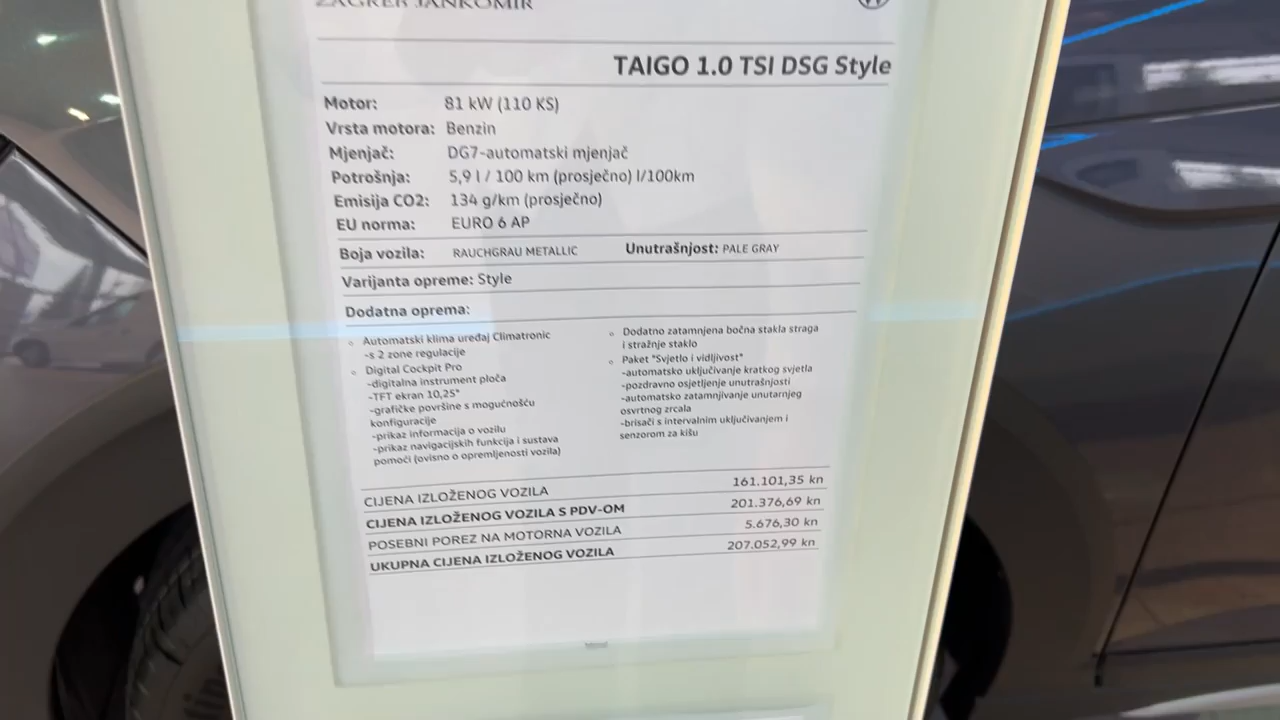 ZAGREB JANKOMIR
TAIGO 1.0 TSI DSG Style
Motor: 81 kW (110 KS)
Vrsta motora: Benzin
Mjenjač: DG7-automatski mjenjač
Potrošnja: 5,9 l / 100 km (prosječno) l/100km
Emisija CO2: 134 g/km (prosječno)
EU norma: EURO 6 AP
Boja vozila: RAUCHGRAU METALLIC Unutrašnjost: PALE GRAY
Varijanta opreme: Style
Dodatna oprema:
◦ Automatski klima uređaj Climatronic
-s 2 zone regulacije
◦ Digital Cockpit Pro
-digitalna instrument ploča
-TFT ekran 10,25"
-grafičke površine s mogućnošću
konfiguracije
-prikaz informacija o vozilu
-prikaz navigacijskih funkcija i sustava
pomoći (ovisno o opremljenosti vozila)
◦ Dodatno zatamnjena bočna stakla straga
i stražnje staklo
◦ Paket "Svjetlo i vidljivost"
-automatsko uključivanje kratkog svjetla
-pozdravno osjetljenje unutrašnjosti
-automatsko zatamnjivanje unutarnjeg
osvrtnog zrcala
-brisači s intervalnim uključivanjem i
senzorom za kišu
CIJENA IZLOŽENOG VOZILA 161.101,35 kn
CIJENA IZLOŽENOG VOZILA S PDV-OM 201.376,69 kn
POSEBNI POREZ NA MOTORNA VOZILA 5.676,30 kn
UKUPNA CIJENA IZLOŽENOG VOZILA 207.052,99 kn